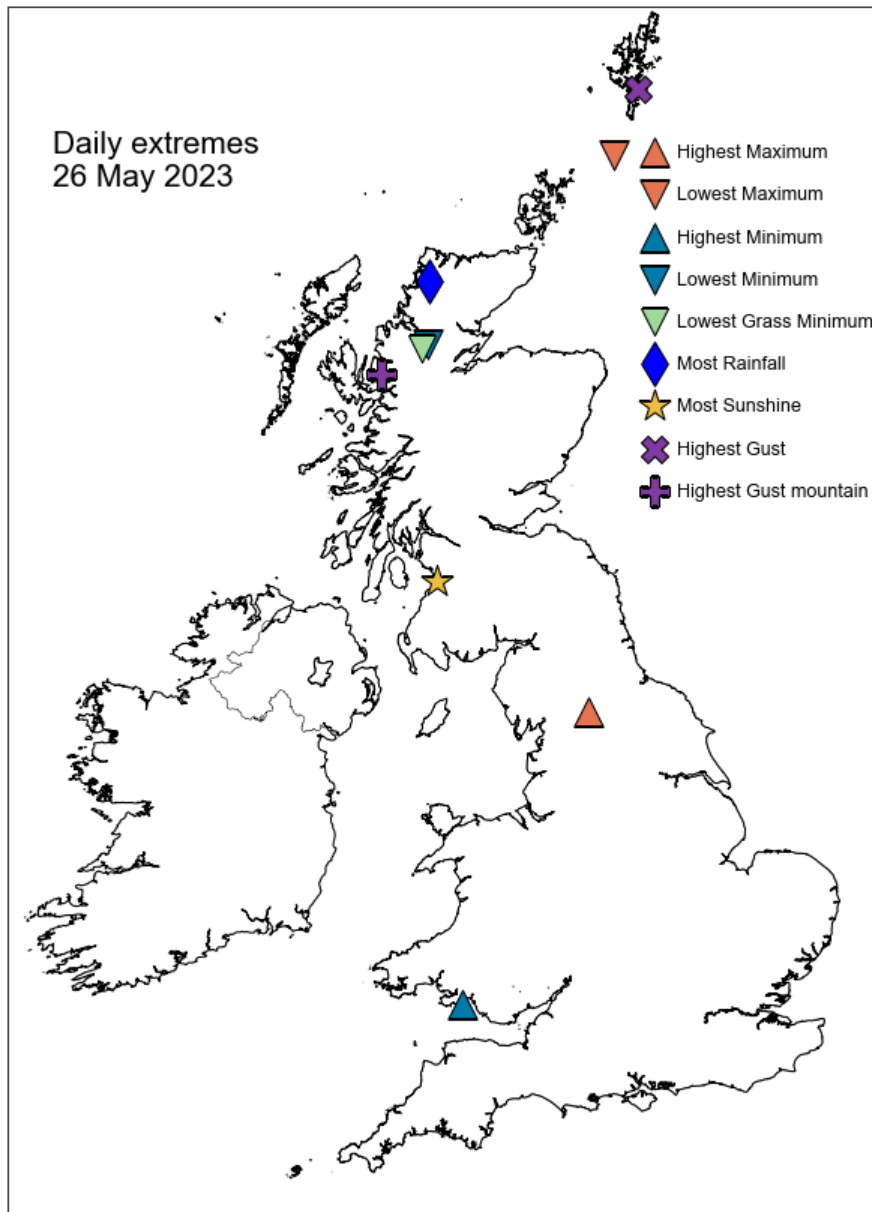 Daily extremes
26 May 2023
Highest Maximum
Lowest Maximum
Highest Minimum
Lowest Minimum
Lowest Grass Minimum
Most Rainfall
Most Sunshine
Highest Gust
Highest Gust mountain